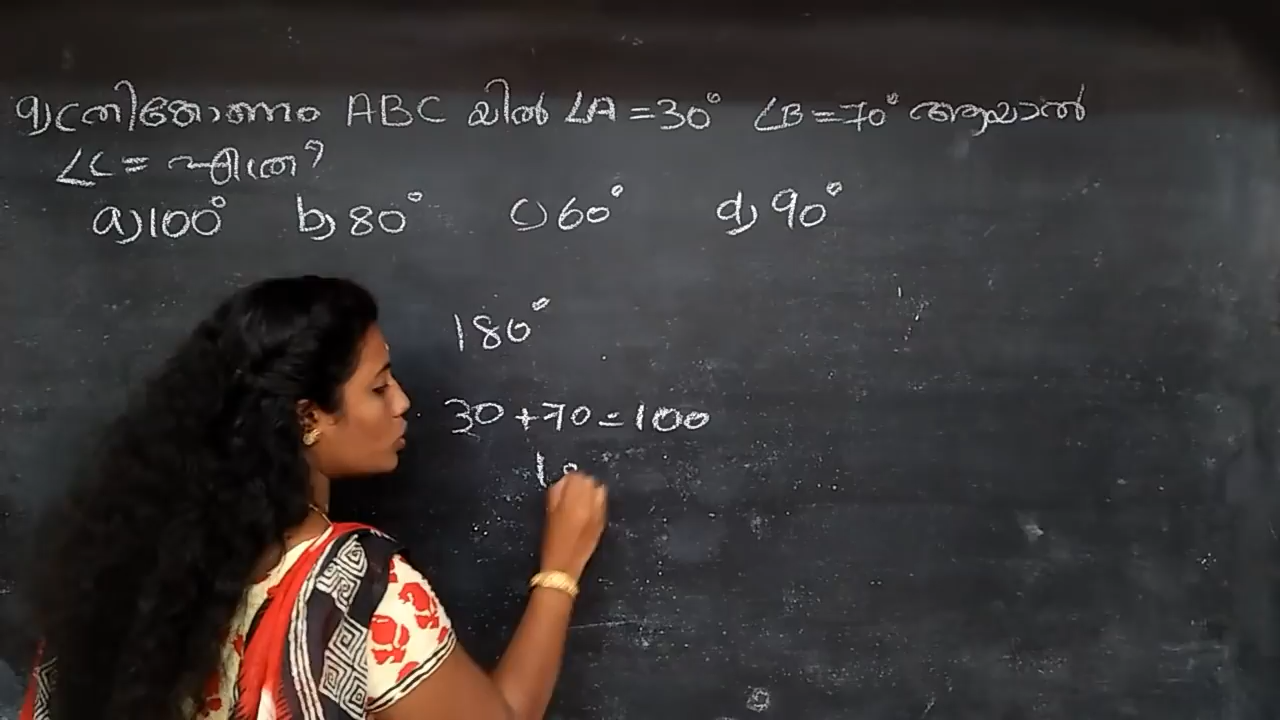 9) ത്രികോണം ABC യിൽ ∠A = 30° ∠B = 70° ആയാൽ
∠C = എത്ര?
a) 100° b) 80° c) 60° d) 90°
180°
30 + 70 = 100